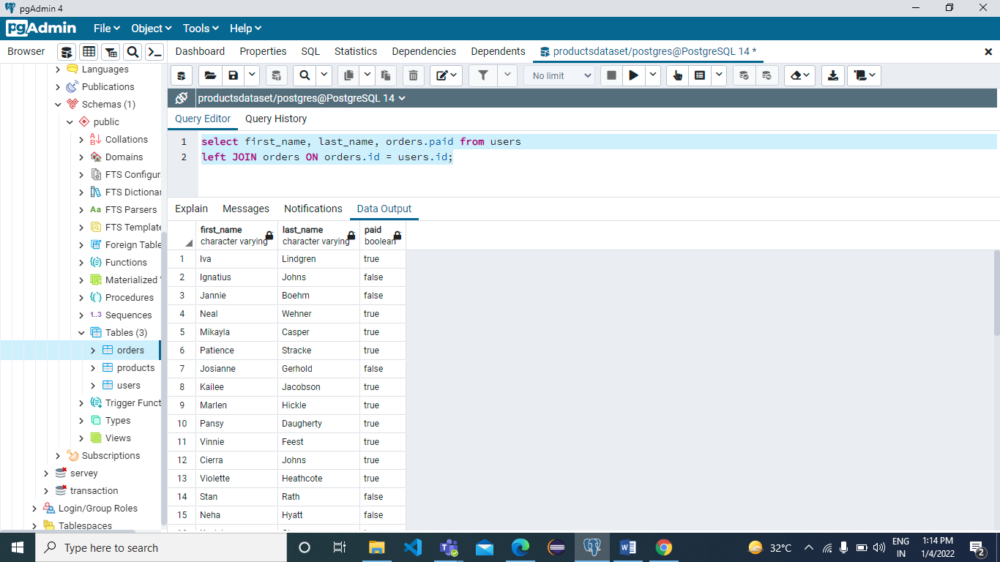 pgAdmin 4
pgAdmin File Object Tools Help
Browser Dashboard Properties SQL Statistics Dependencies Dependents productsdataset/postgres@PostgreSQL 14 *
No limit
productsdataset/postgres@PostgreSQL 14
Query Editor Query History
1 select first_name, last_name, orders.paid from users
2 left JOIN orders ON orders.id = users.id;
Languages
Publications
Schemas (1)
public
Collations
Domains
FTS Configur
FTS Dictionar
Aa FTS Parsers
FTS Template
Foreign Table
Functions
Materialized
Procedures
1..3 Sequences
Tables (3)
orders
products
users
Trigger Funct
Types
Views
Subscriptions
servey
transaction
Login/Group Roles
Tablespaces
Explain Messages Notifications Data Output
first_name last_name paid
character varying character varying boolean
1 Iva Lindgren true
2 Ignatius Johns false
3 Jannie Boehm false
4 Neal Wehner true
5 Mikayla Casper true
6 Patience Stracke true
7 Josianne Gerhold false
8 Kailee Jacobson true
9 Marlen Hickle true
10 Pansy Daugherty true
11 Vinnie Feest true
12 Cierra Johns true
13 Violette Heathcote true
14 Stan Rath false
15 Neha Hyatt false
Type here to search
32°C
ENG
IN
1:14 PM
1/4/2022
2